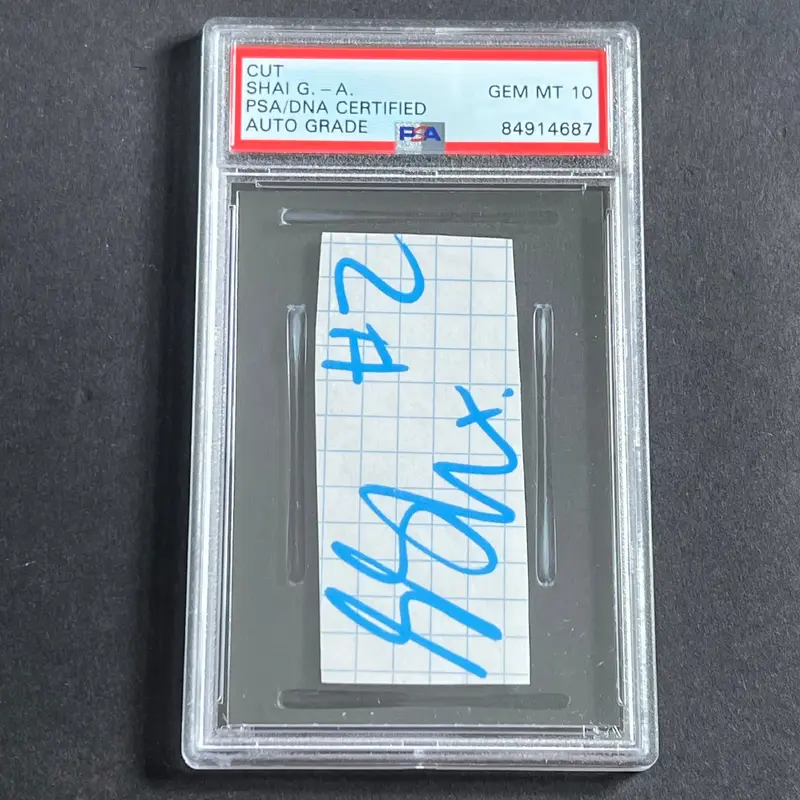 CUT
SHAI G. - A.
PSA/DNA CERTIFIED
AUTO GRADE
GEM MT 10
84914687
PSA
#2